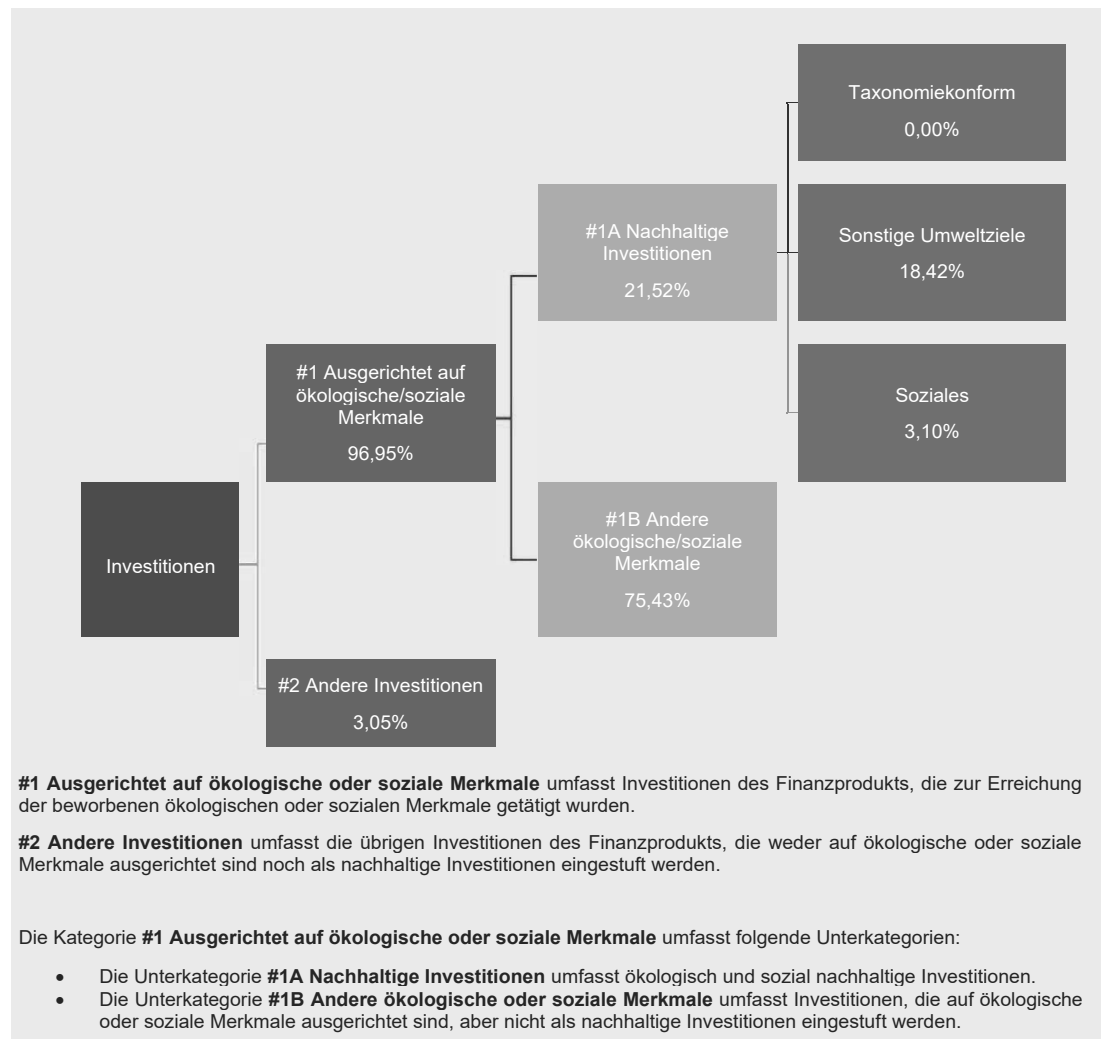 Taxonomiekonform
0,00%
#1A Nachhaltige
Investitionen
21,52%
Sonstige Umweltziele
18,42%
#1 Ausgerichtet auf
ökologische/soziale
Merkmale
96,95%
Soziales
3,10%
Investitionen
#1B Andere
ökologische/soziale
Merkmale
75,43%
#2 Andere Investitionen
3,05%
#1 Ausgerichtet auf ökologische oder soziale Merkmale umfasst Investitionen des Finanzprodukts, die zur Erreichung
der beworbenen ökologischen oder sozialen Merkmale getätigt wurden.
#2 Andere Investitionen umfasst die übrigen Investitionen des Finanzprodukts, die weder auf ökologische oder soziale
Merkmale ausgerichtet sind noch als nachhaltige Investitionen eingestuft werden.
Die Kategorie #1 Ausgerichtet auf ökologische oder soziale Merkmale umfasst folgende Unterkategorien:
• Die Unterkategorie #1A Nachhaltige Investitionen umfasst ökologisch und sozial nachhaltige Investitionen.
• Die Unterkategorie #1B Andere ökologische oder soziale Merkmale umfasst Investitionen, die auf ökologische
oder soziale Merkmale ausgerichtet sind, aber nicht als nachhaltige Investitionen eingestuft werden.